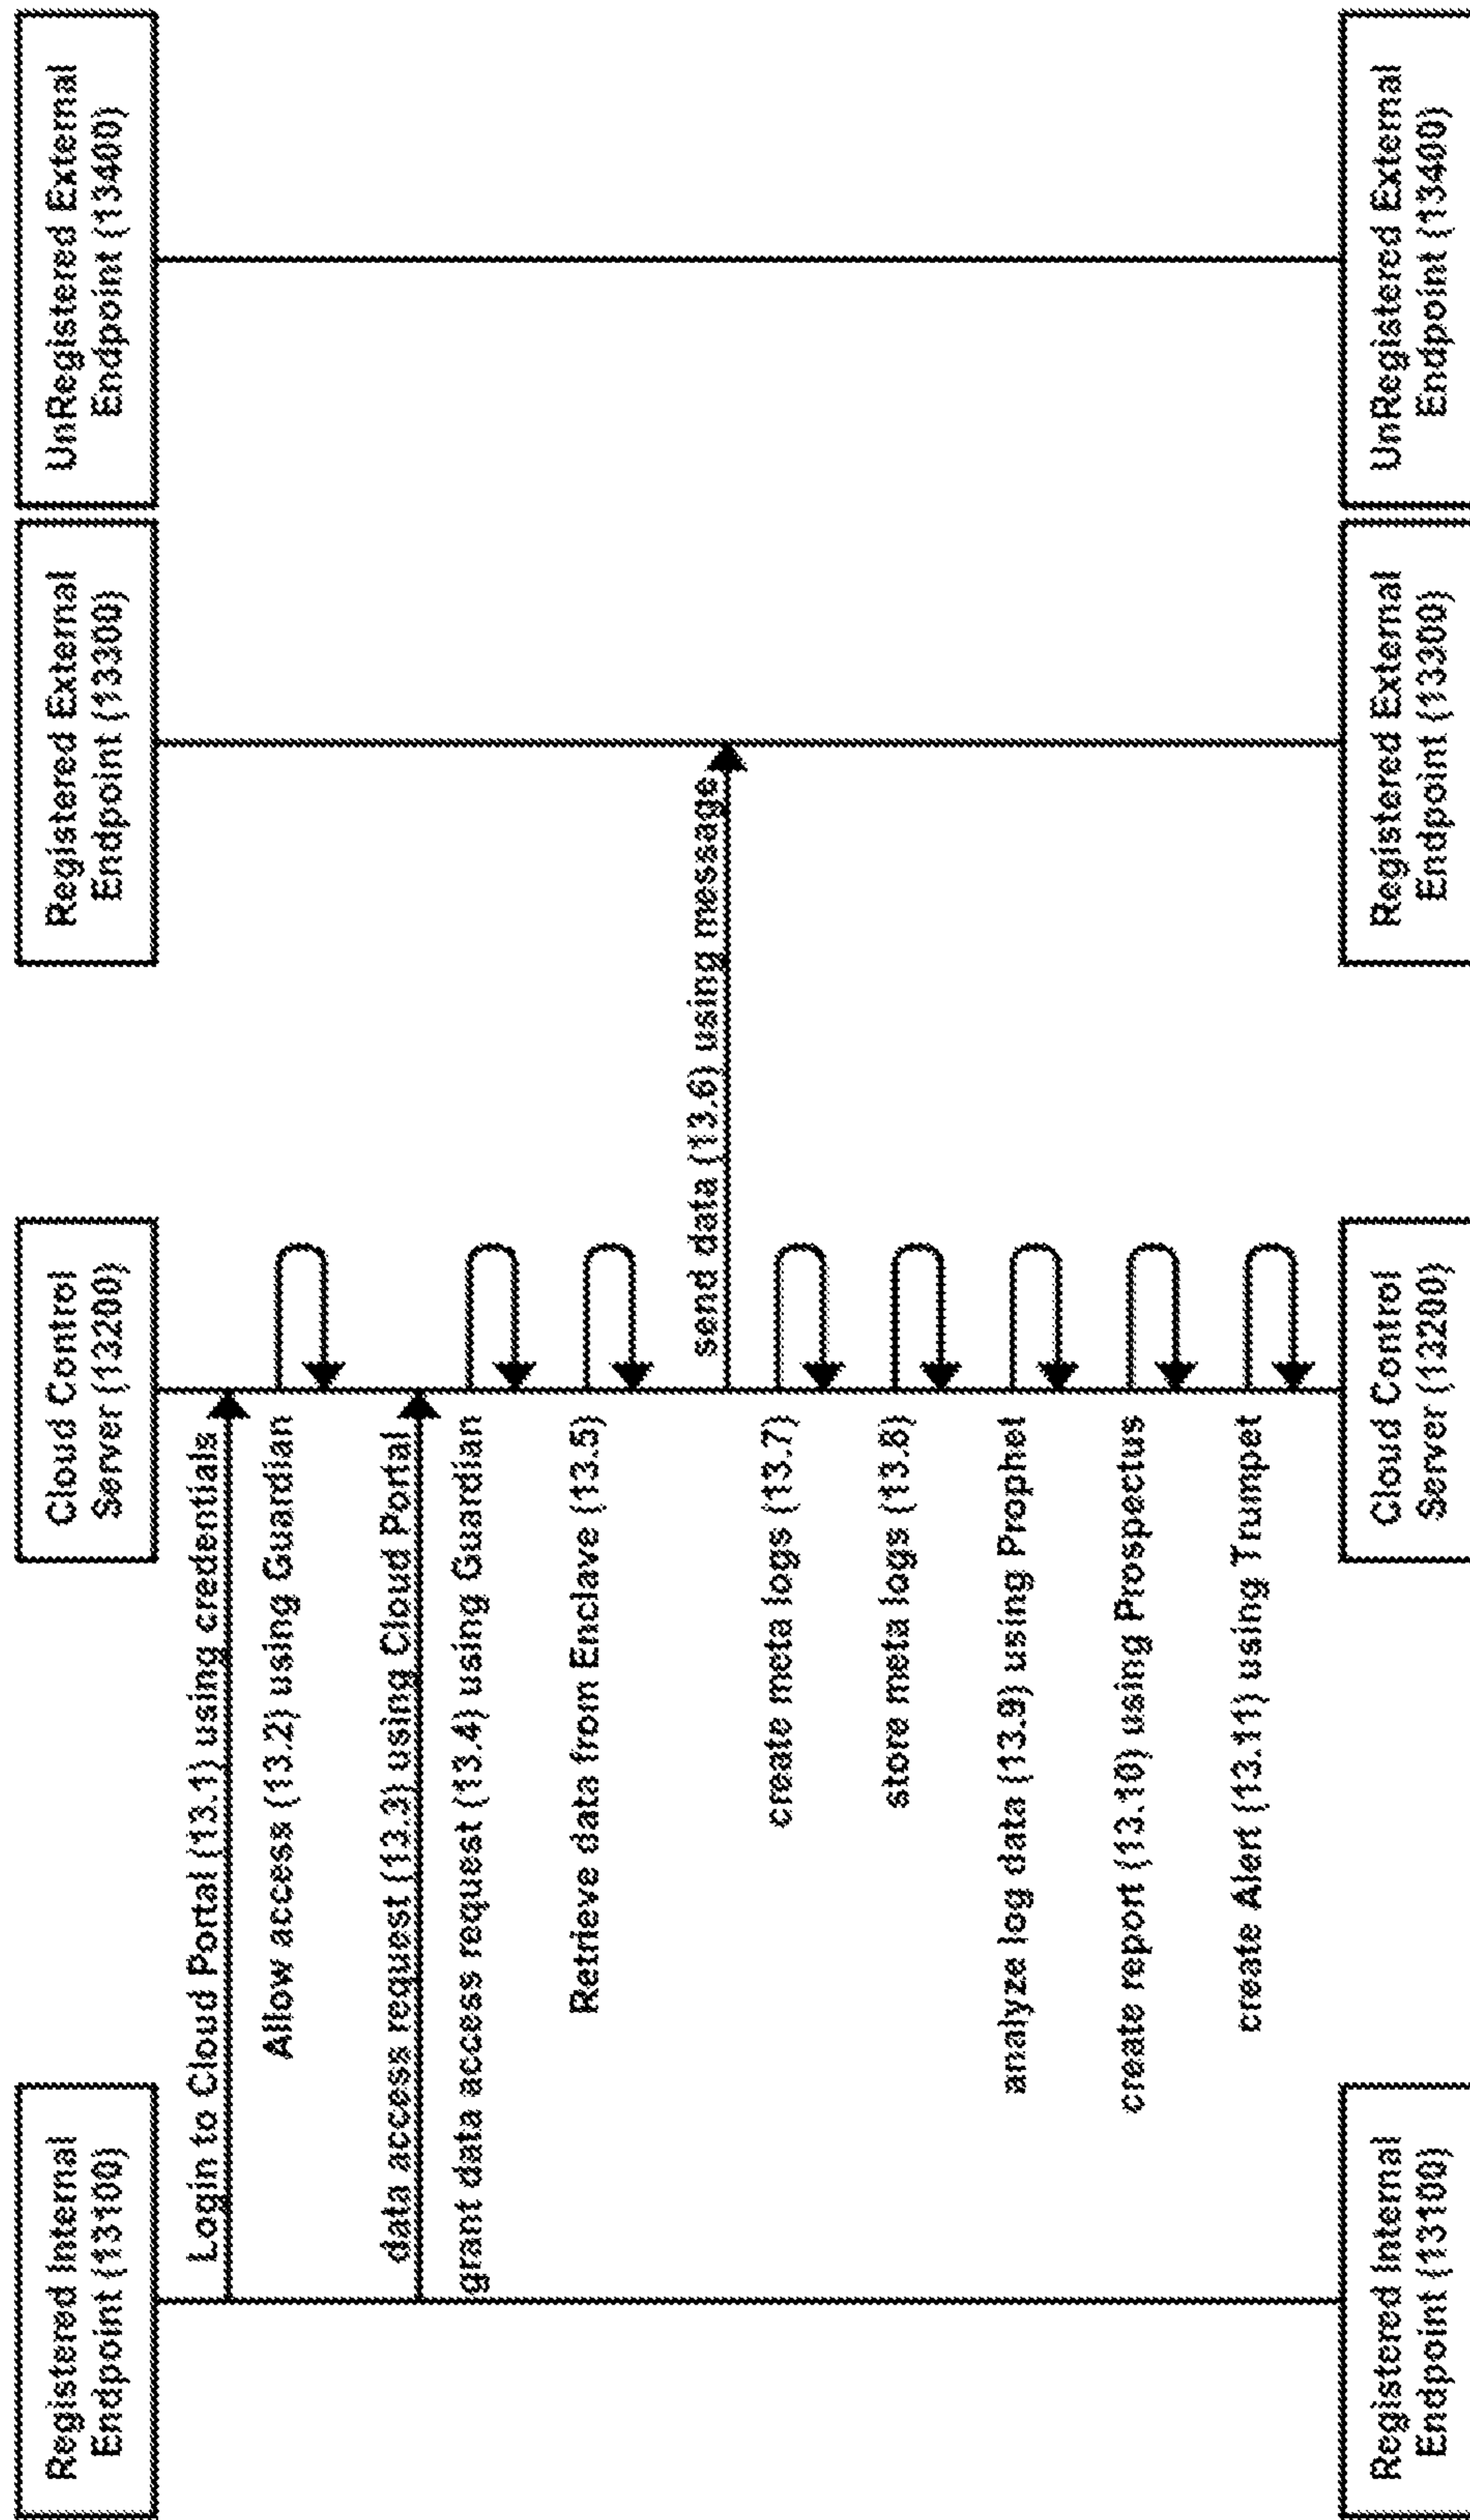 Registered Internal
Endpoint (13100)
Cloud Control
Server (13200)
Registered External
Endpoint (13300)
UnRegistered External
Endpoint (13400)
Login to Cloud Portal (13.1) using credentials
Allow access (13.2) using Guardian
data access request (13.3) using Cloud Portal
grant data access request (13.4) using Guardian
Retrieve data from Enclave (13.5)
send data (13.6) using message
create meta logs (13.7)
store meta logs (13.8)
analyze log data (13.9) using Prophet
create report (13.10) using Prospectus
create Alert (13.11) using Trumpet
Registered Internal
Endpoint (13100)
Cloud Control
Server (13200)
Registered External
Endpoint (13300)
UnRegistered External
Endpoint (13400)